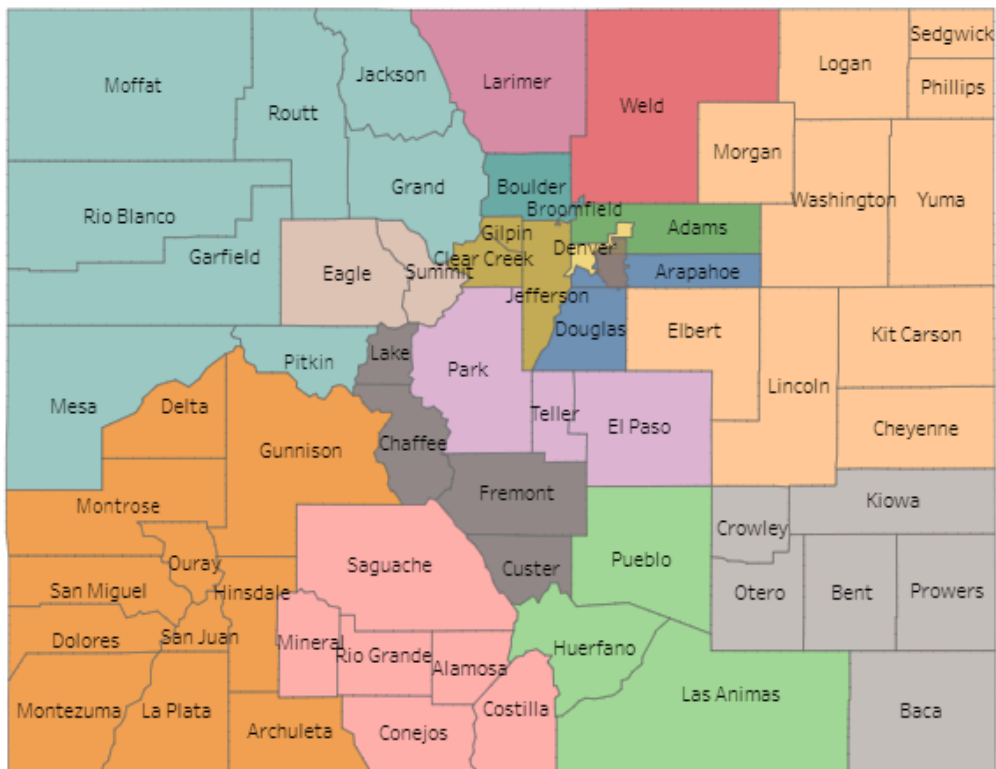 Sedgwick
Logan
Jackson
Larimer
Moffat
Phillips
Weld
Routt
Morgan
Grand
Boulder
Washington
Yuma
Broomfield
Rio Blanco
Adams
Gilpin
Denver
Garfield
Clear Creek
Eagle
Summit
Arapahoe
Jefferson
Douglas
Elbert
Kit Carson
Lake
Pitkin
Park
Lincoln
Mesa
Delta
Teller
El Paso
Cheyenne
Chaffee
Gunnison
Fremont
Kiowa
Montrose
Crowley
Pueblo
Ouray
Saguache
Custer
San Miguel
Hinsdale
Otero
Bent
Prowers
Dolores
San Juan
Mineral
Rio Grande
Huerfano
Alamosa
Las Animas
Montezuma
La Plata
Costilla
Baca
Archuleta
Conejos